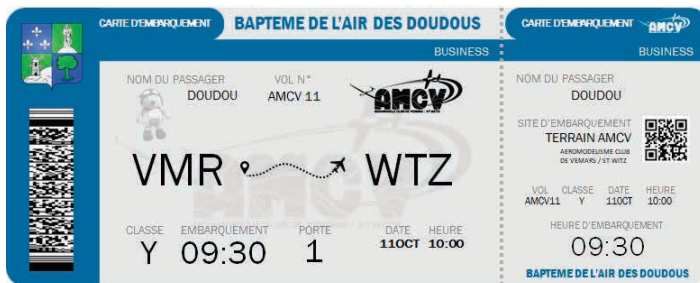 CARTE D'EMBARQUEMENT
BAPTEME DE L'AIR DES DOUDOUS
BUSINESS
NOM DU PASSAGER
VOL N°
DOUDOU
AMCV 11
AMCV
VMR
WTZ
CLASSE
EMBARQUEMENT
PORTE
DATE
HEURE
Y
09:30
1
11OCT
10:00
CARTE D'EMBARQUEMENT
AMCV
BUSINESS
NOM DU PASSAGER
DOUDOU
SITE D'EMBARQUEMENT
TERRAIN AMCV
AEROMODELISME CLUB
DE VEMARS / ST WITZ
VOL CLASSE DATE HEURE
AMCV11 Y 11OCT 10:00
HEURE D'EMBARQUEMENT
09:30
BAPTEME DE L'AIR DES DOUDOUS